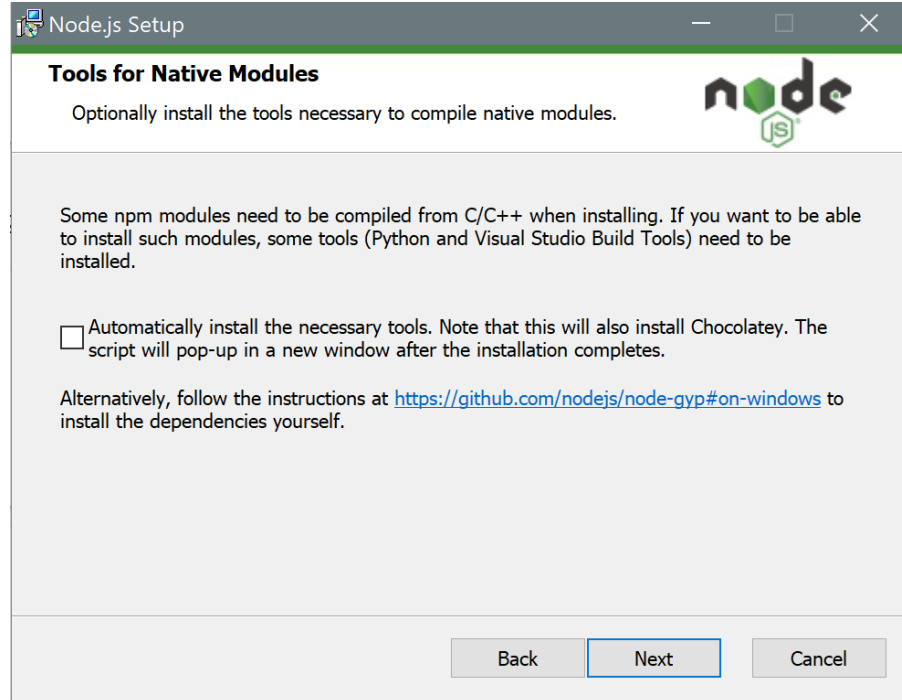 Node.js Setup
Tools for Native Modules
Optionally install the tools necessary to compile native modules.
node
JS
Some npm modules need to be compiled from C/C++ when installing. If you want to be able
to install such modules, some tools (Python and Visual Studio Build Tools) need to be
installed.
Automatically install the necessary tools. Note that this will also install Chocolatey. The
script will pop-up in a new window after the installation completes.
Alternatively, follow the instructions at https://github.com/nodejs/node-gyp#on-windows to
install the dependencies yourself.
Back Next Cancel